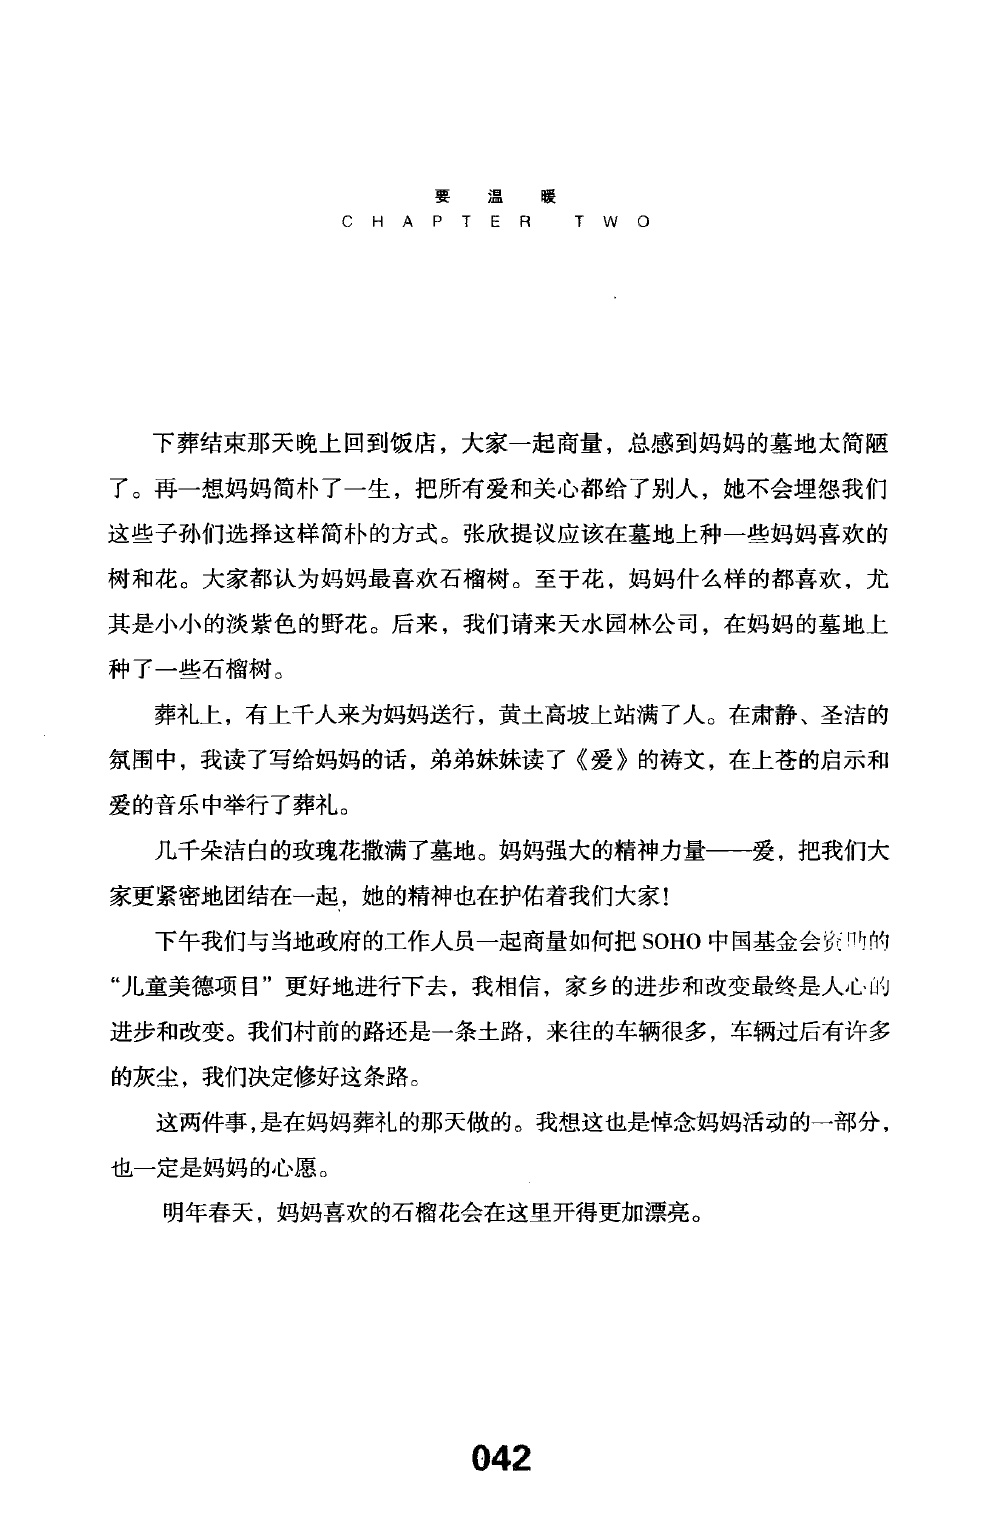 要温暖
CHAPTER TWO
下葬结束那天晚上回到饭店，大家一起商量，总感到妈妈的墓地太简陋
了。再一想妈妈简朴了一生，把所有爱和关心都给了别人，她不会埋怨我们
这些子孙们选择这样简朴的方式。张欣提议应该在墓地上种一些妈妈喜欢的
树和花。大家都认为妈妈最喜欢石榴树。至于花，妈妈什么样的都喜欢，尤
其是小小的淡紫色的野花。后来，我们请来天水园林公司，在妈妈的墓地上
种了一些石榴树。
葬礼上，有上千人来为妈妈送行，黄土高坡上站满了人。在肃静、圣洁的
氛围中，我读了写给妈妈的话，弟弟妹妹读了《爱》的祷文，在上苍的启示和
爱的音乐中举行了葬礼。
几千朵洁白的玫瑰花撒满了墓地。妈妈强大的精神力量——爱，把我们大
家更紧密地团结在一起，她的精神也在护佑着我们大家！
下午我们与当地政府的工作人员一起商量如何把 SOHO 中国基金会资助的
“儿童美德项目”更好地进行下去，我相信，家乡的进步和改变最终是人心的
进步和改变。我们村前的路还是一条土路，来往的车辆很多，车辆过后有许多
的灰尘，我们决定修好这条路。
这两件事，是在妈妈葬礼的那天做的。我想这也是悼念妈妈活动的一部分，
也一定是妈妈的心愿。
明年春天，妈妈喜欢的石榴花会在这里开得更加漂亮。
042